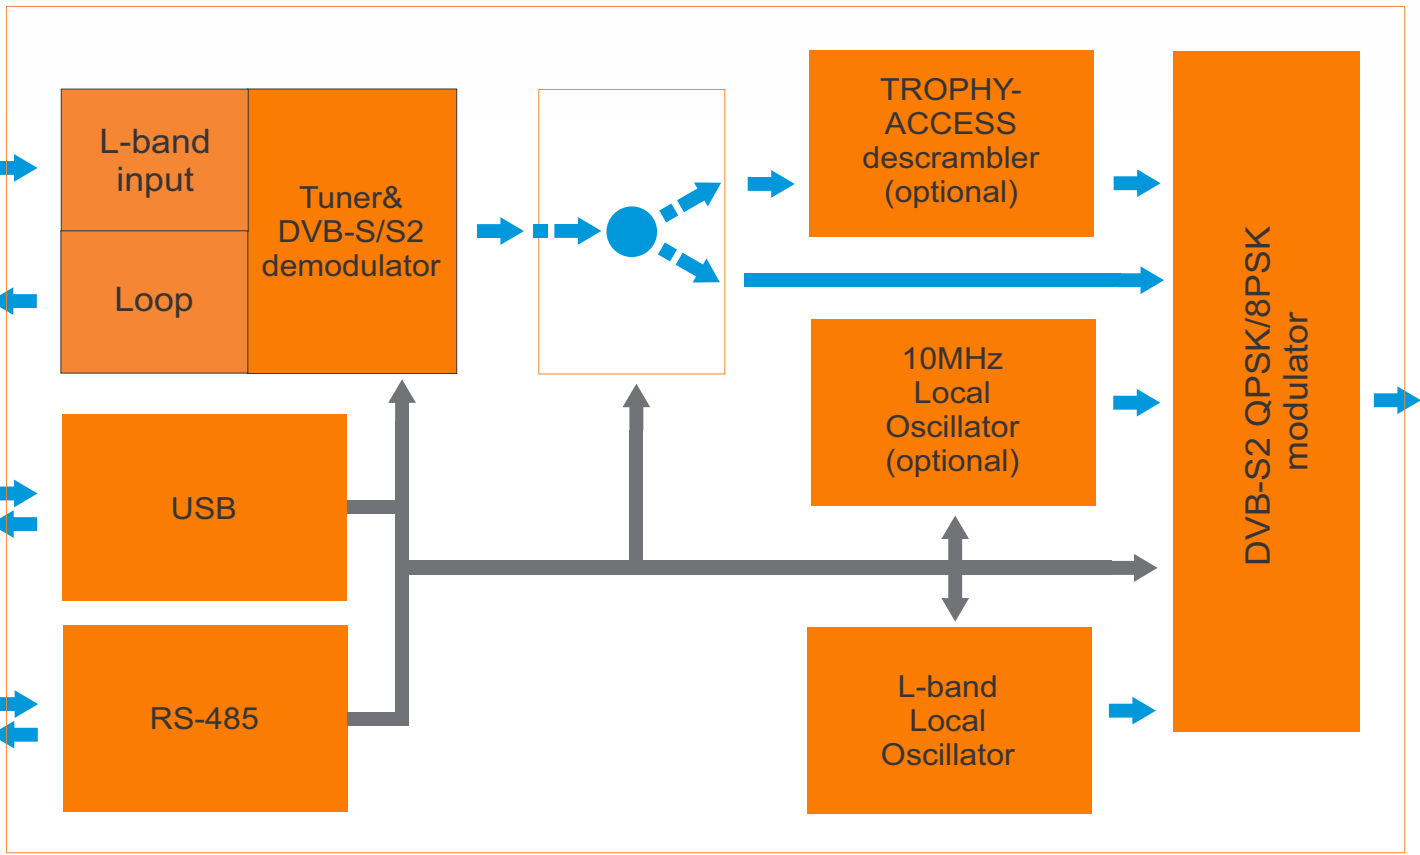 L-band
input
Loop
Tuner&
DVB-S/S2
demodulator
TROPHY-
ACCESS
descrambler
(optional)
10MHz
Local
Oscillator
(optional)
DVB-S2 QPSK/8PSK
modulator
USB
RS-485
L-band
Local
Oscillator